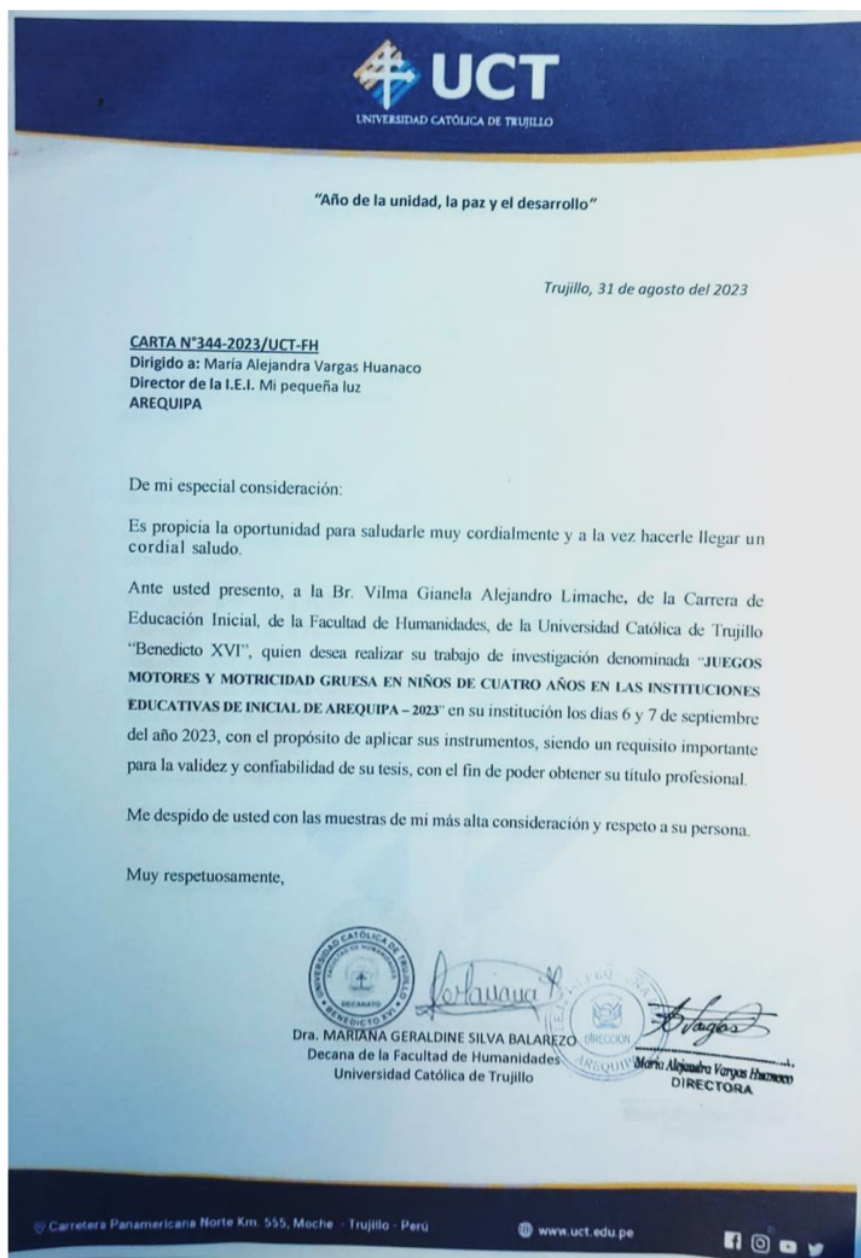 UCT
UNIVERSIDAD CATÓLICA DE TRUJILLO
“Año de la unidad, la paz y el desarrollo”
Trujillo, 31 de agosto del 2023
CARTA N°344-2023/UCT-FH
Dirigido a: María Alejandra Vargas Huanaco
Director de la I.E.I. Mi pequeña luz
AREQUIPA
De mi especial consideración:
Es propicia la oportunidad para saludarle muy cordialmente y a la vez hacerle llegar un
cordial saludo.
Ante usted presento, a la Br. Vilma Gianela Alejandro Limache, de la Carrera de
Educación Inicial, de la Facultad de Humanidades, de la Universidad Católica de Trujillo
“Benedicto XVI”, quien desea realizar su trabajo de investigación denominada “JUEGOS
MOTORES Y MOTRICIDAD GRUESA EN NIÑOS DE CUATRO AÑOS EN LAS INSTITUCIONES
EDUCATIVAS DE INICIAL DE AREQUIPA – 2023” en su institución los días 6 y 7 de septiembre
del año 2023, con el propósito de aplicar sus instrumentos, siendo un requisito importante
para la validez y confiabilidad de su tesis, con el fin de poder obtener su título profesional.
Me despido de usted con las muestras de mi más alta consideración y respeto a su persona.
Muy respetuosamente,
UNIVERSIDAD CATÓLICA DE TRUJILLO
FACULTAD DE HUMANIDADES
DECANATO
BENEDICTO XVI
DIRECCIÓN
AREQUIPA
Dra. MARIANA GERALDINE SILVA BALAREZO
Decana de la Facultad de Humanidades
Universidad Católica de Trujillo
María Alejandra Vargas Huanaco
DIRECTORA
Carretera Panamericana Norte Km. 555, Moche - Trujillo - Perú
www.uct.edu.pe